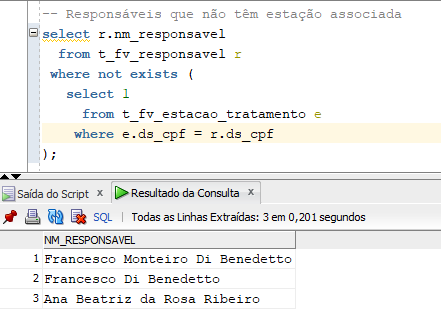 -- Responsáveis que não têm estação associada
select r.nm_responsavel
from t_fv_responsavel r
where not exists (
select 1
from t_fv_estacao_tratamento e
where e.ds_cpf = r.ds_cpf
);
Saída do Script x Resultado da Consulta x
SQL | Todas as Linhas Extraídas: 3 em 0,201 segundos
NM_RESPONSAVEL
1 Francesco Monteiro Di Benedetto
2 Francesco Di Benedetto
3 Ana Beatriz da Rosa Ribeiro